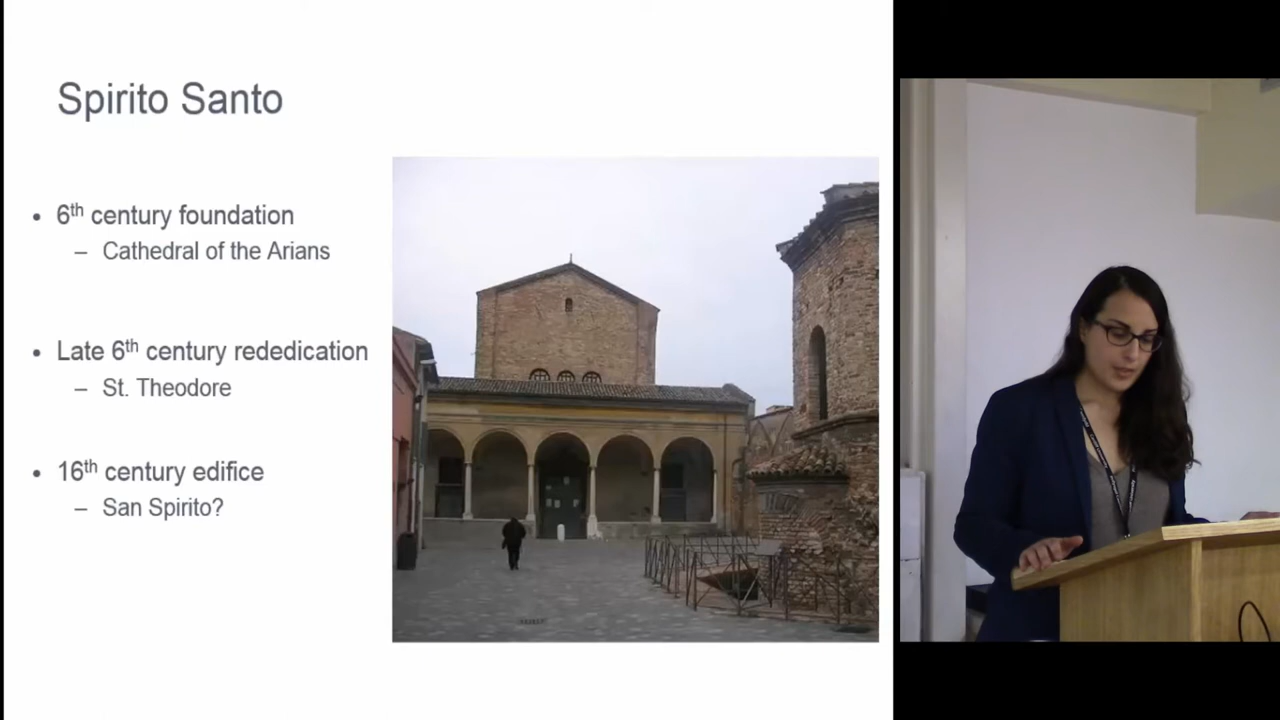 Spirito Santo
• 6th century foundation
– Cathedral of the Arians
• Late 6th century rededication
– St. Theodore
• 16th century edifice
– San Spirito?